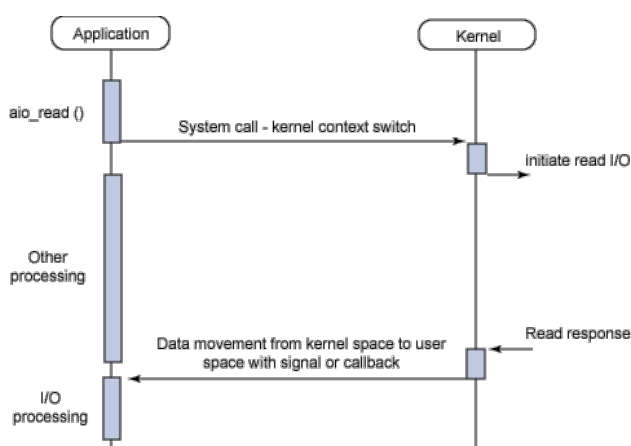 Application
Kernel
aio_read ()
System call - kernel context switch
initiate read I/O
Other
processing
Read response
Data movement from kernel space to user
space with signal or callback
I/O
processing